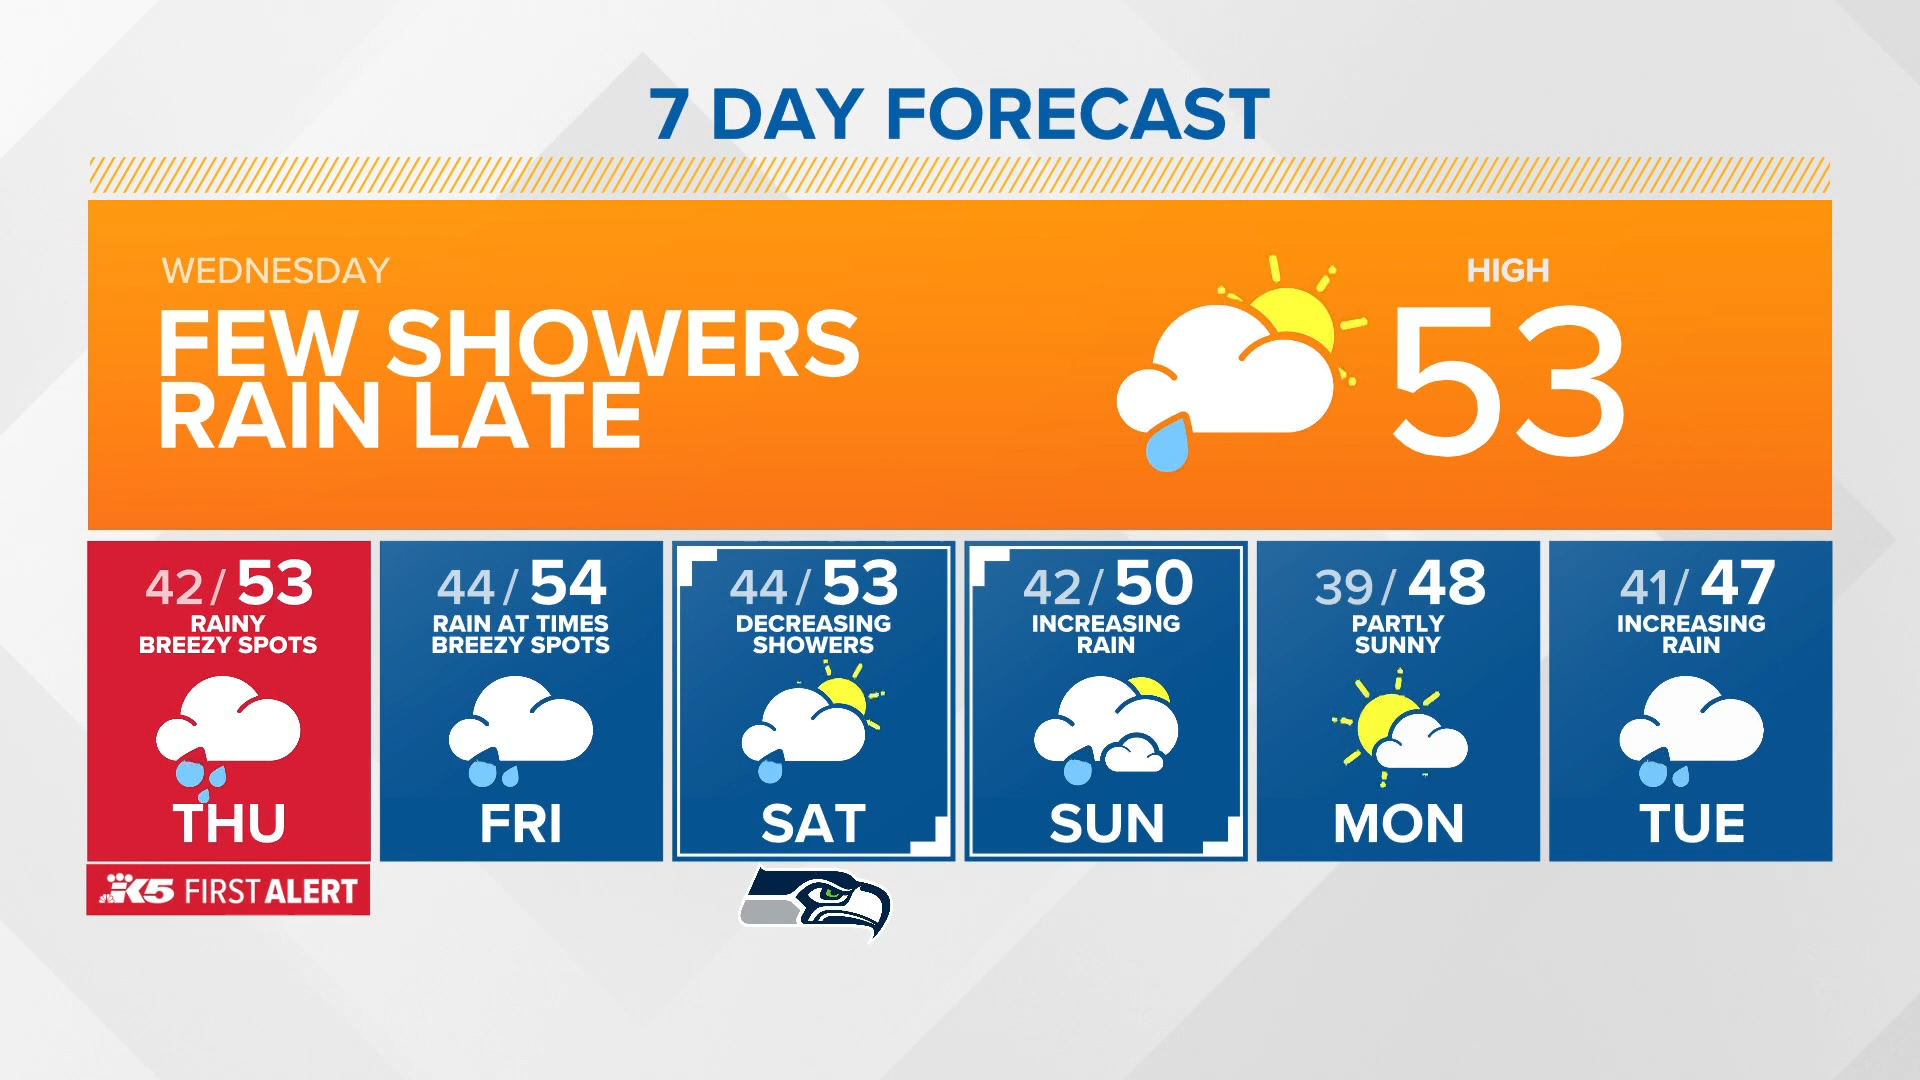 7 DAY FORECAST
WEDNESDAY
FEW SHOWERS
RAIN LATE
HIGH
53
42/53
RAINY
BREEZY SPOTS
THU
44/54
RAIN AT TIMES
BREEZY SPOTS
FRI
44/53
DECREASING
SHOWERS
SAT
42/50
INCREASING
RAIN
SUN
39/48
PARTLY
SUNNY
MON
41/47
INCREASING
RAIN
TUE
K5 FIRST ALERT